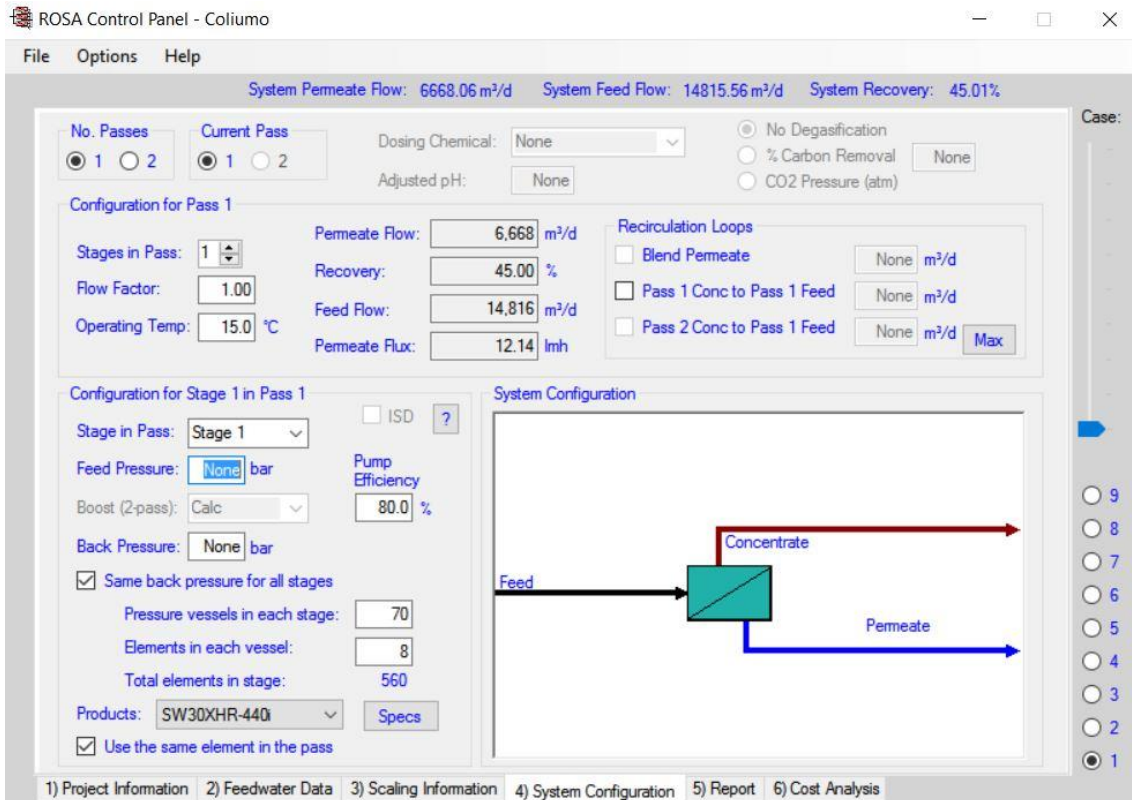 ROSA Control Panel - Coliumo
File Options Help
System Permeate Flow: 6668.06 m³/d System Feed Flow: 14815.56 m³/d System Recovery: 45.01%
Case:
No. Passes
1 2
Current Pass
1 2
Dosing Chemical: None
Adjusted pH: None
No Degasification
% Carbon Removal None
CO2 Pressure (atm)
Configuration for Pass 1
Stages in Pass: 1
Flow Factor: 1.00
Operating Temp: 15.0 °C
Permeate Flow: 6,668 m³/d
Recovery: 45.00 %
Feed Flow: 14,816 m³/d
Permeate Flux: 12.14 lmh
Recirculation Loops
Blend Permeate None m³/d
Pass 1 Conc to Pass 1 Feed None m³/d
Pass 2 Conc to Pass 1 Feed None m³/d Max
Configuration for Stage 1 in Pass 1
ISD ?
Stage in Pass: Stage 1
Feed Pressure: None bar
Pump
Efficiency
80.0 %
Boost (2-pass): Calc
Back Pressure: None bar
Same back pressure for all stages
Pressure vessels in each stage: 70
Elements in each vessel: 8
Total elements in stage: 560
Products: SW30XHR-440i Specs
Use the same element in the pass
System Configuration
Concentrate
Feed
Permeate
9
8
7
6
5
4
3
2
1
1) Project Information 2) Feedwater Data 3) Scaling Information 4) System Configuration 5) Report 6) Cost Analysis